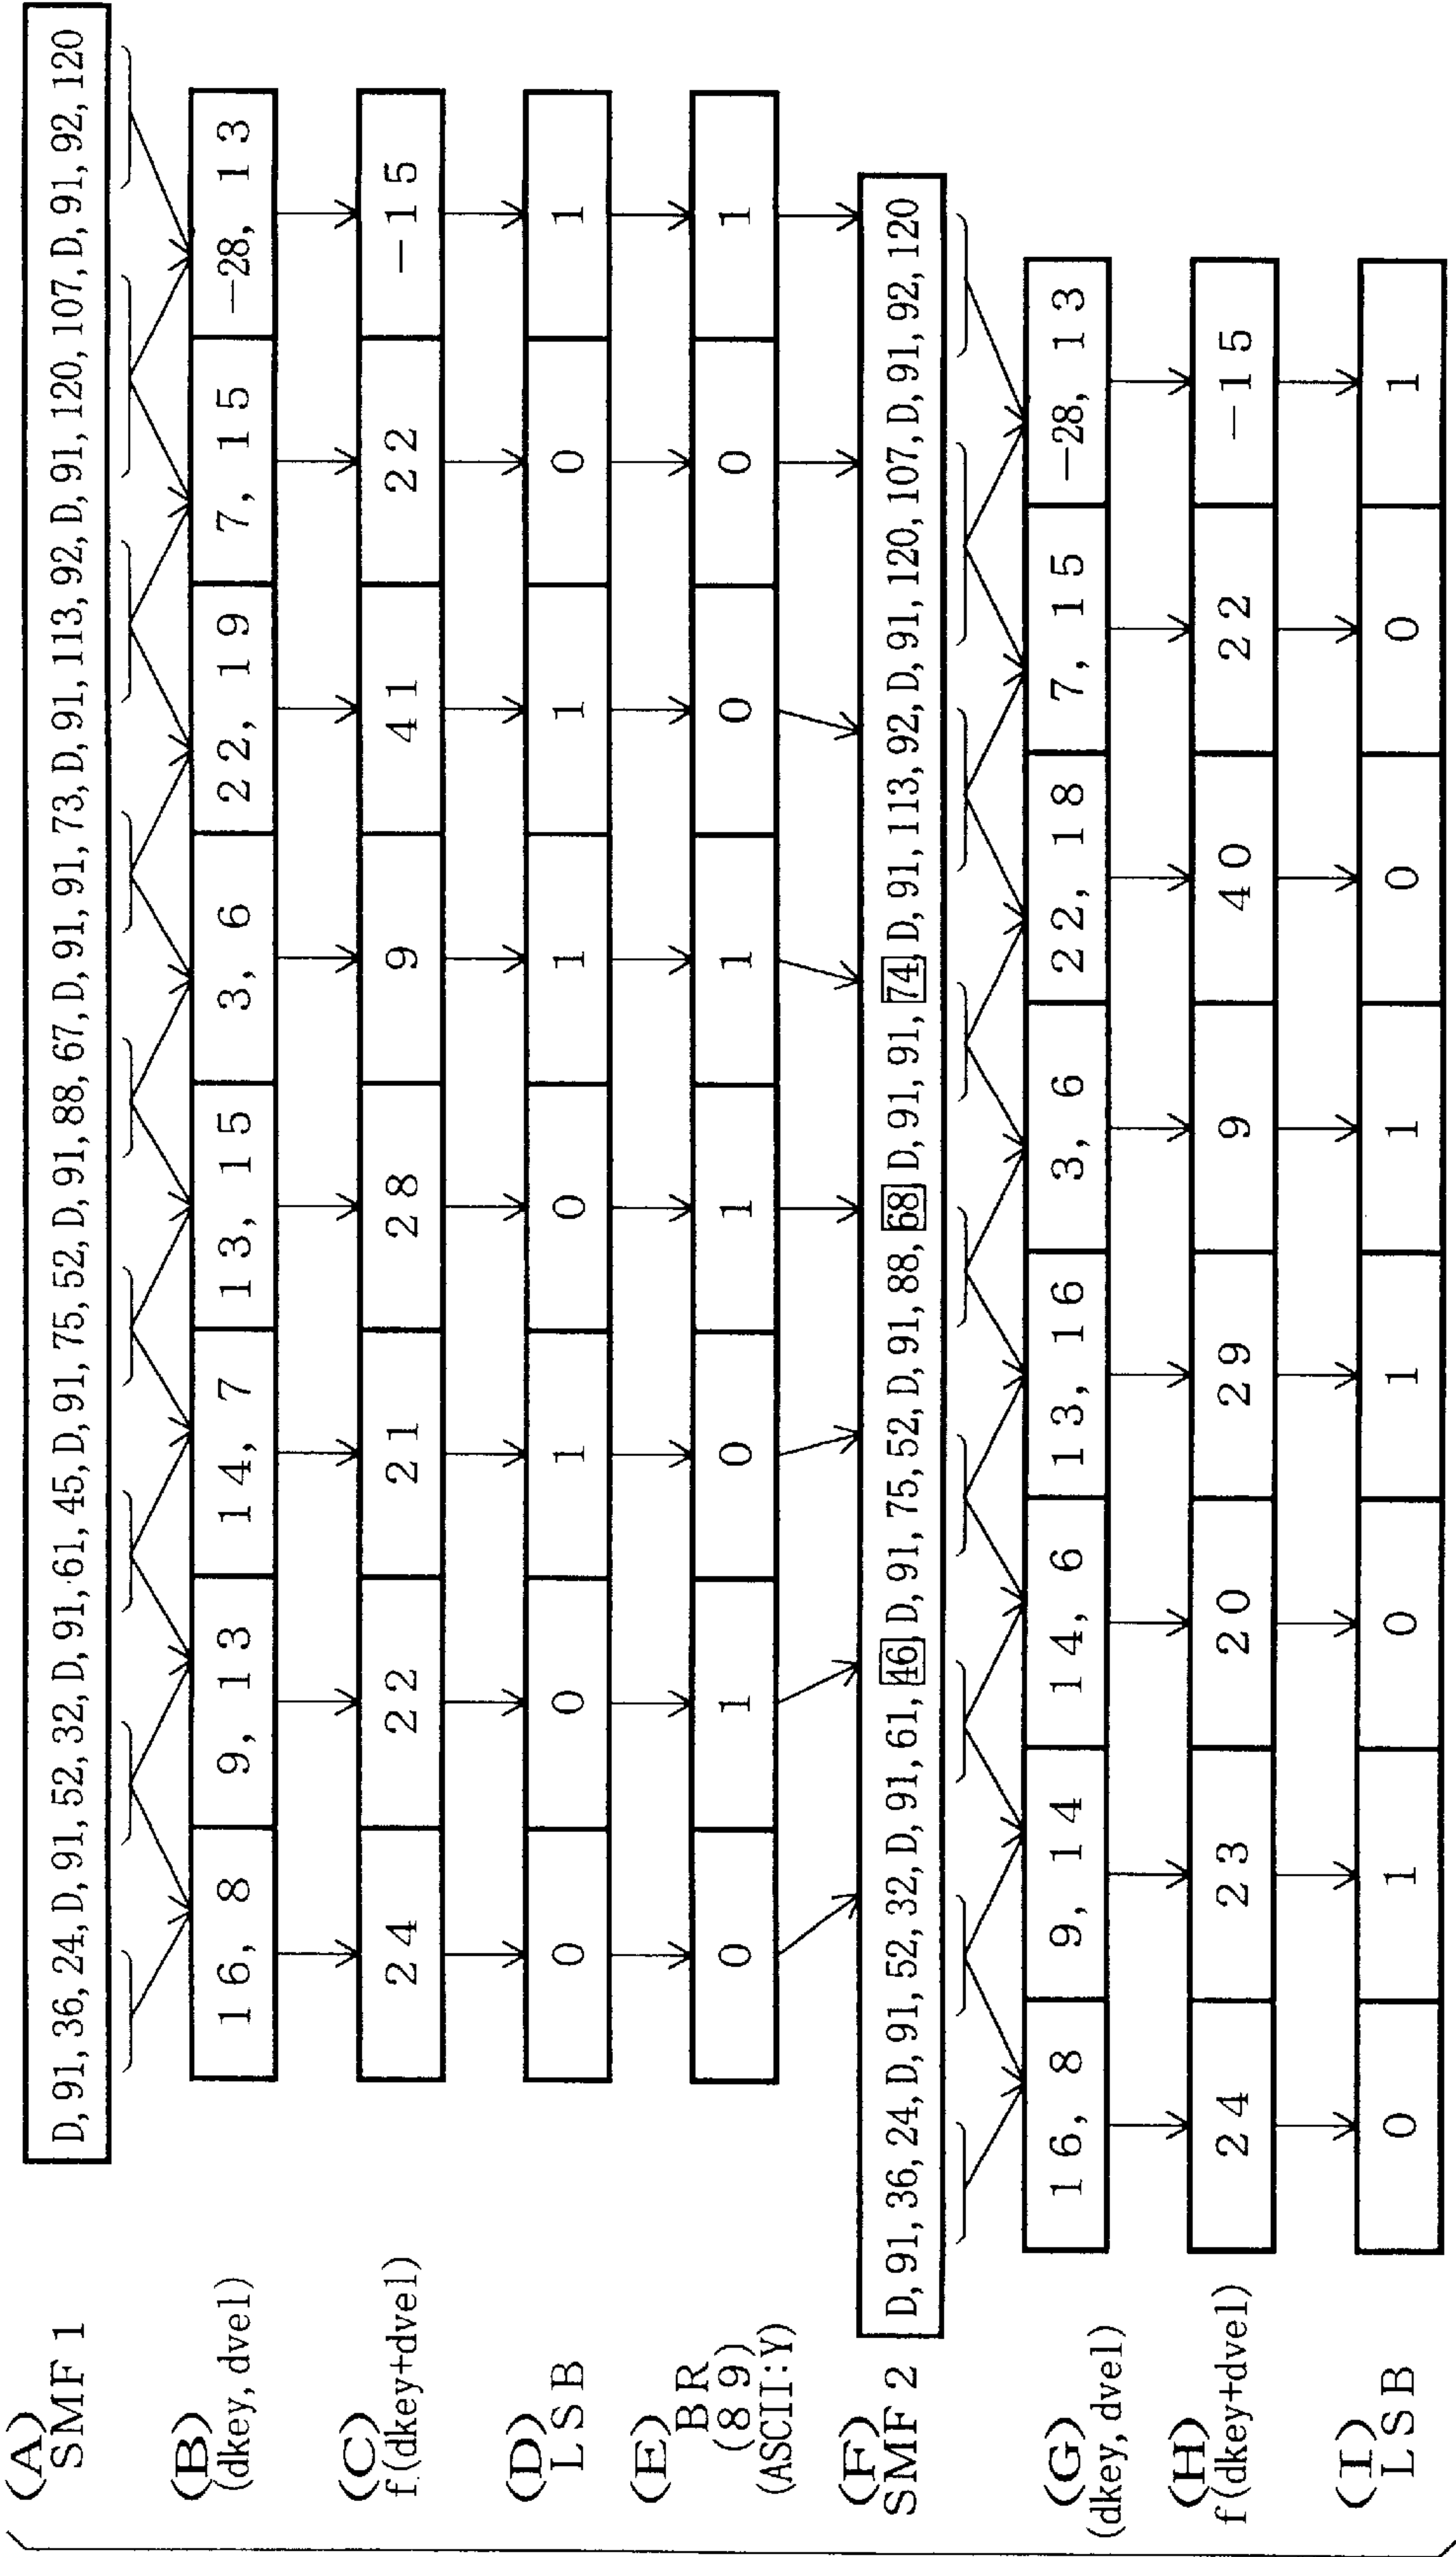 (A)
SMF 1
D, 91, 36, 24, D, 91, 52, 32, D, 91, 61, 45, D, 91, 75, 52, D, 91, 88, 67, D, 91, 91, 73, D, 91, 113, 92, D, 91, 120, 107, D, 91, 92, 120
(B)
(dkey, dvel)
16, 8 9, 13 14, 7 13, 15 3, 6 22, 19 7, 15 -28, 13
(C)
f.(dkey+dvel)
24 22 21 28 9 41 22 -15
(D)
LSB
0 0 1 0 1 1 0 1
(E)
BR
(89)
(ASCII:Y)
0 1 0 1 1 0 0 1
(F)
SMF 2
D, 91, 36, 24, D, 91, 52, 32, D, 91, 61, 46, D, 91, 75, 52, D, 91, 88, 68, D, 91, 91, 74, D, 91, 113, 92, D, 91, 120, 107, D, 91, 92, 120
(G)
(dkey, dvel)
16, 8 9, 14 14, 6 13, 16 3, 6 22, 18 7, 15 -28, 13
(H)
f(dkey+dvel)
24 23 20 29 9 40 22 -15
(I)
LSB
0 1 0 1 1 0 0 1